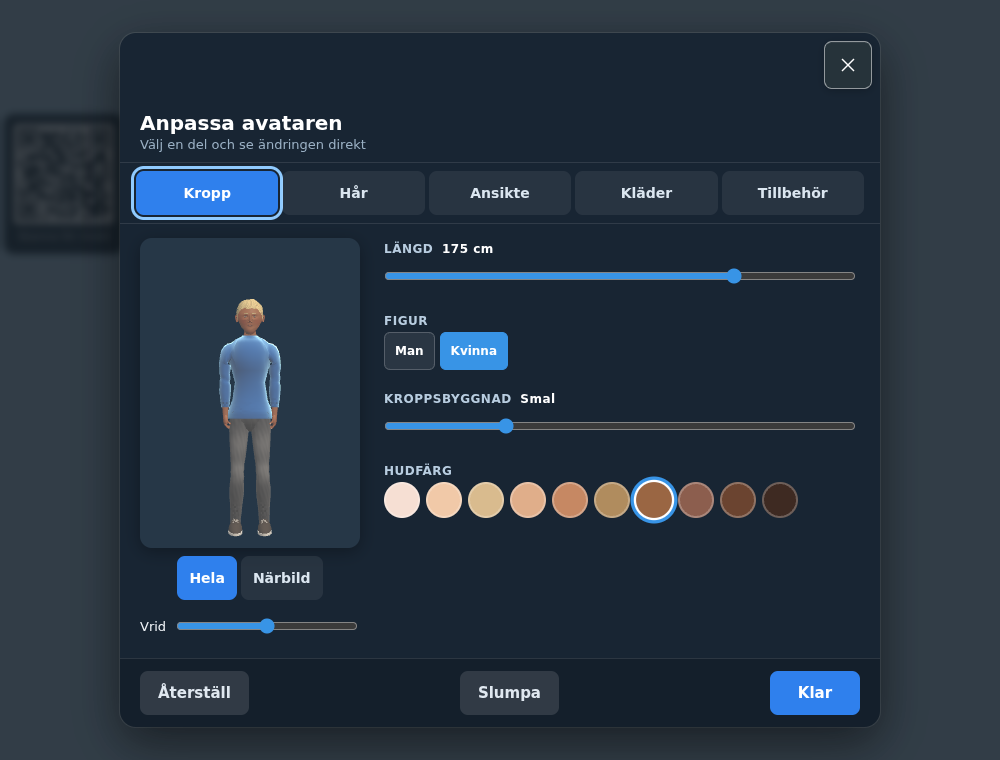 Anpassa avataren
Välj en del och se ändringen direkt
Kropp
Hår
Ansikte
Kläder
Tillbehör
LÄNGD 175 cm
FIGUR
Man
Kvinna
KROPPSBYGGNAD Smal
HUDFÄRG
Hela
Närbild
Vrid
Återställ
Slumpa
Klar